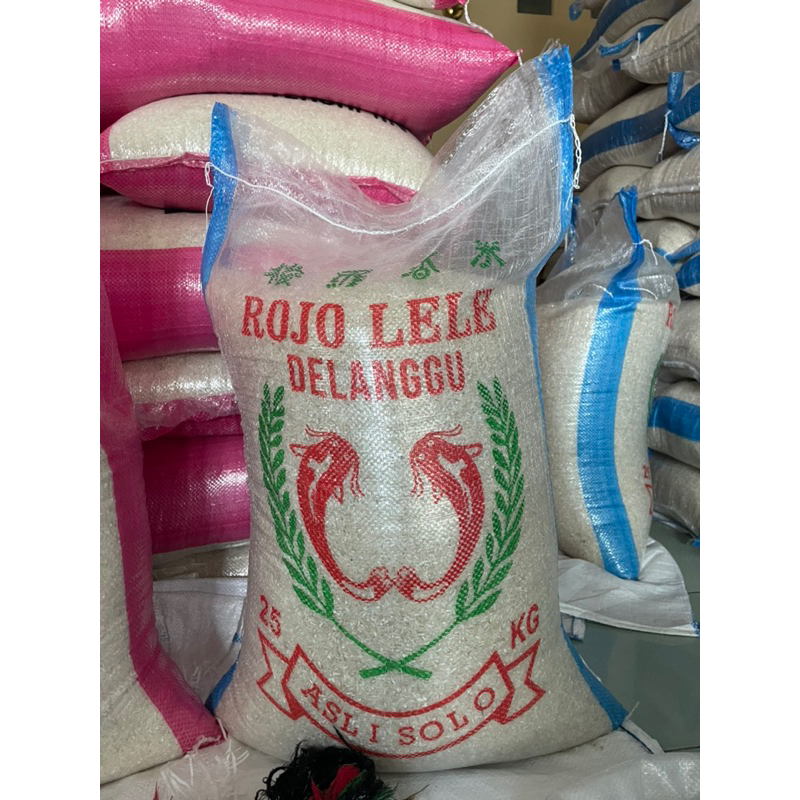 ROJO LELE
DELANGGU
25 KG
ASLI SOLO